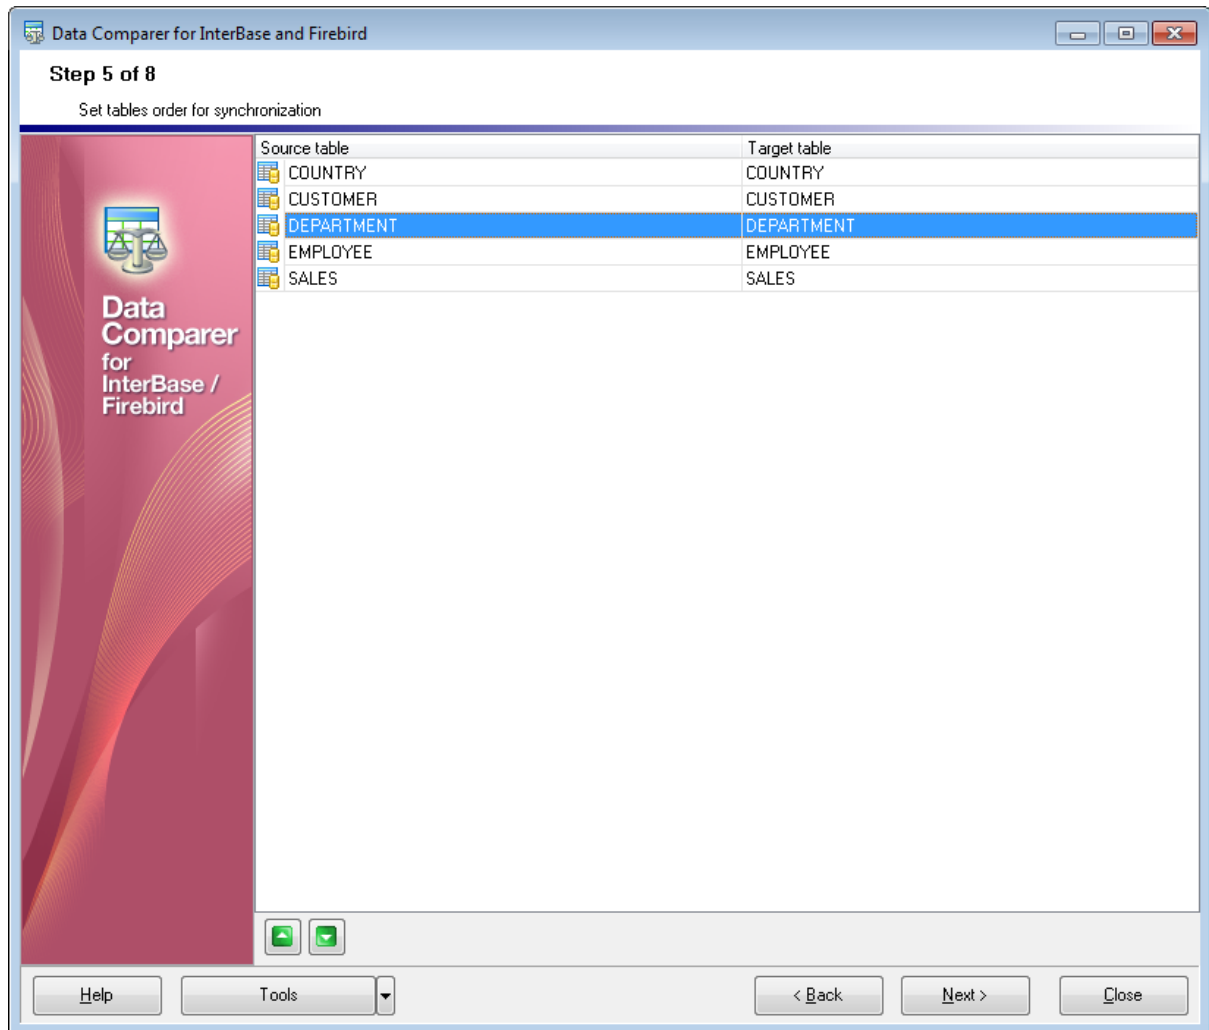 Data Comparer for InterBase and Firebird
Step 5 of 8
Set tables order for synchronization
Source table Target table
COUNTRY COUNTRY
CUSTOMER CUSTOMER
DEPARTMENT DEPARTMENT
EMPLOYEE EMPLOYEE
SALES SALES
Data
Comparer
for
InterBase /
Firebird
Help Tools < Back Next > Close